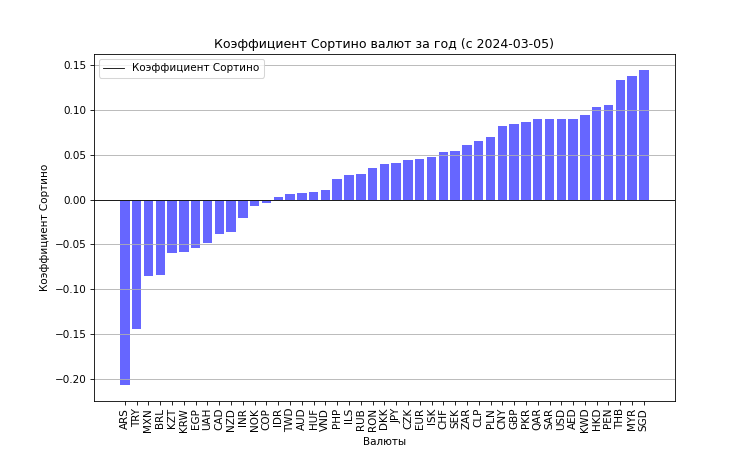 Коэффициент Сортино валют за год (с 2024-03-05)
Коэффициент Сортино
0.15
0.10
0.05
0.00
−0.05
−0.10
−0.15
−0.20
Коэффициент Сортино
ARS TRY MXN BRL KZT KRW EGP UAH CAD NZD INR NOK COP IDR TWD AUD HUF VND PHP ILS RUB RON DKK JPY CZK EUR ISK CHF SEK ZAR CLP PLN CNY GBP PKR QAR SAR USD AED KWD HKD PEN THB MYR SGD
Валюты